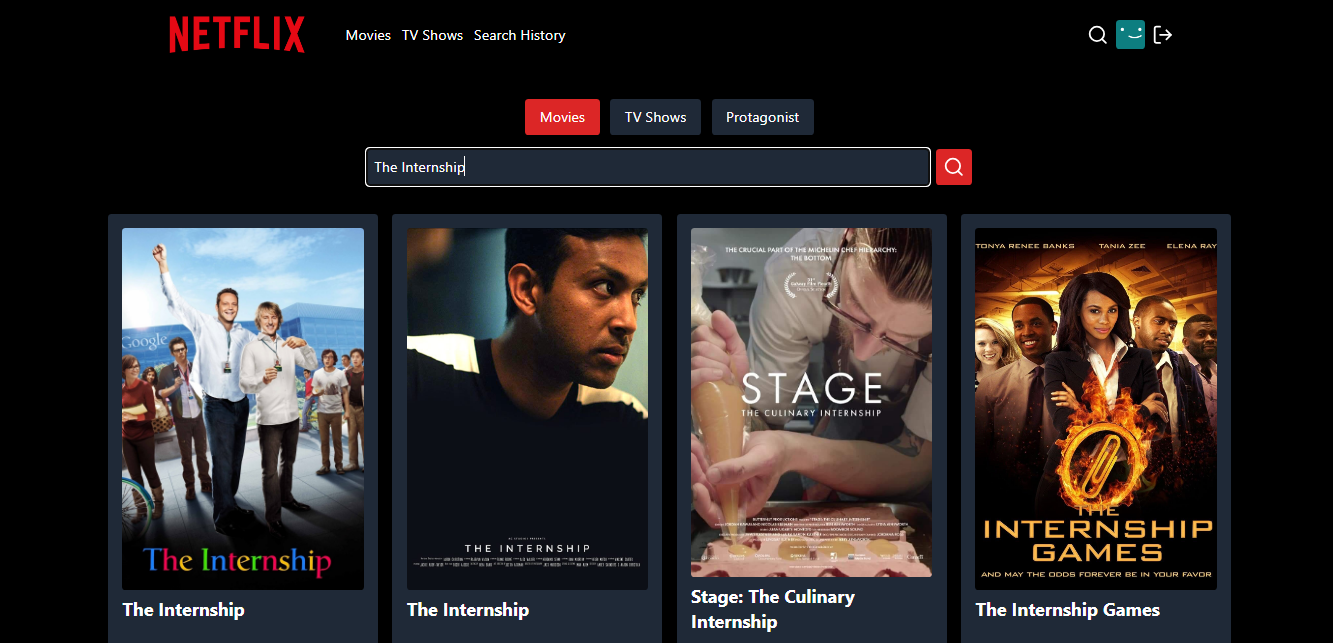 NETFLIX
Movies TV Shows Search History
Movies TV Shows Protagonist
The Internship
Google
The Internship
The Internship
THE INTERNSHIP
The Internship
THE CRUCIAL PART OF THE MICHELIN CHEF HIERARCHY:
THE BOTTOM
STAGE
THE CULINARY INTERNSHIP
Stage: The Culinary
Internship
TONYA RENEE BANKS TANIA ZEE ELENA RAY
THE
INTERNSHIP
GAMES
AND MAY THE ODDS FOREVER BE IN YOUR FAVOR
The Internship Games